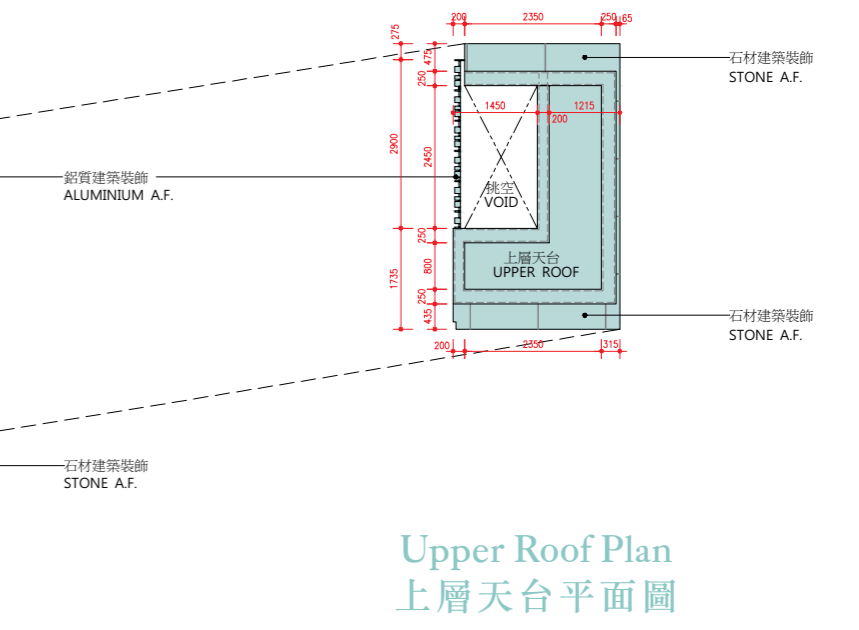 200
2350
250
65
275
475
石材建築裝飾
STONE A.F.
250
1450
1215
200
2900
2450
鋁質建築裝飾
ALUMINIUM A.F.
挑空
VOID
250
上層天台
UPPER ROOF
800
1735
250
435
石材建築裝飾
STONE A.F.
200
2350
315
石材建築裝飾
STONE A.F.
Upper Roof Plan
上層天台平面圖